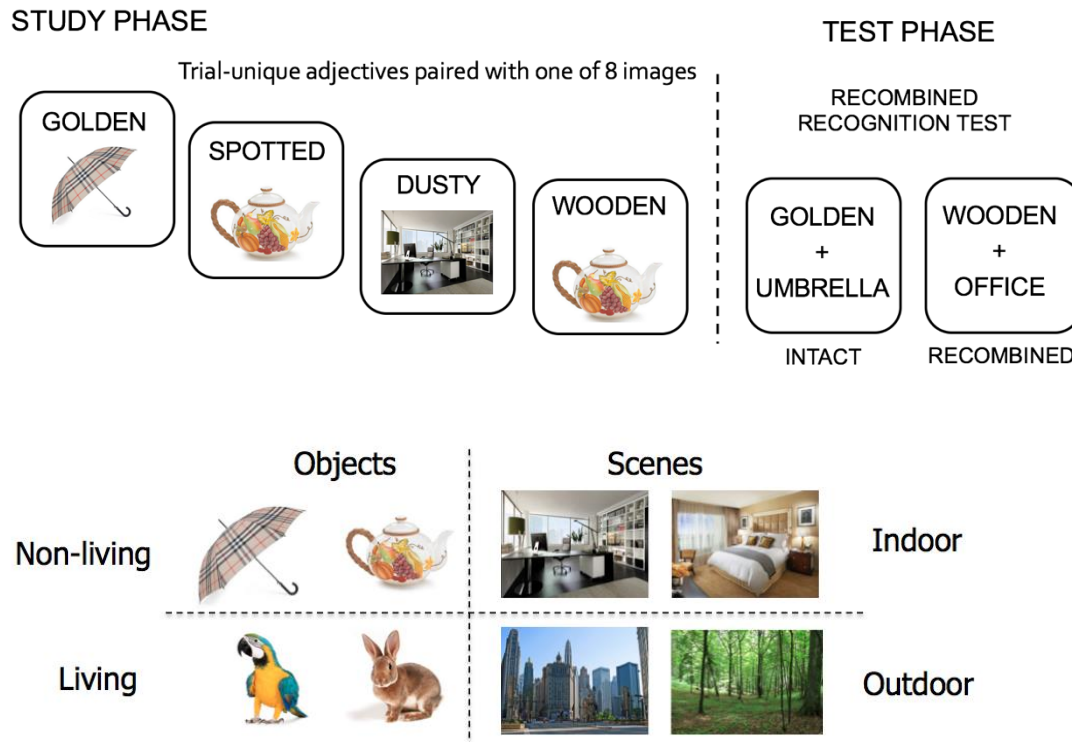 STUDY PHASE
Trial-unique adjectives paired with one of 8 images
GOLDEN
SPOTTED
DUSTY
WOODEN
TEST PHASE
RECOMBINED
RECOGNITION TEST
GOLDEN
+
UMBRELLA
INTACT
WOODEN
+
OFFICE
RECOMBINED
Objects
Scenes
Non-living
Indoor
Living
Outdoor